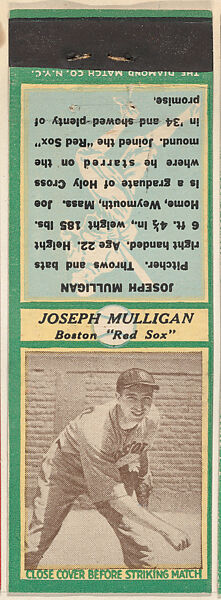 THE DIAMOND MATCH CO. N.Y.C.
JOSEPH MULLIGAN
Pitcher. Throws and bats
right handed. Age 22. Height
6 ft. 4½, 185 lbs.
Home, Weymouth, Mass. Joe
Is a graduate of Holy Cross
where he starred on the
mound. Joined the "Red Sox"
in '34 and showed plenty of
promise.
JOSEPH MULLIGAN
Boston "Red Sox"
CLOSE COVER BEFORE STRIKING MATCH